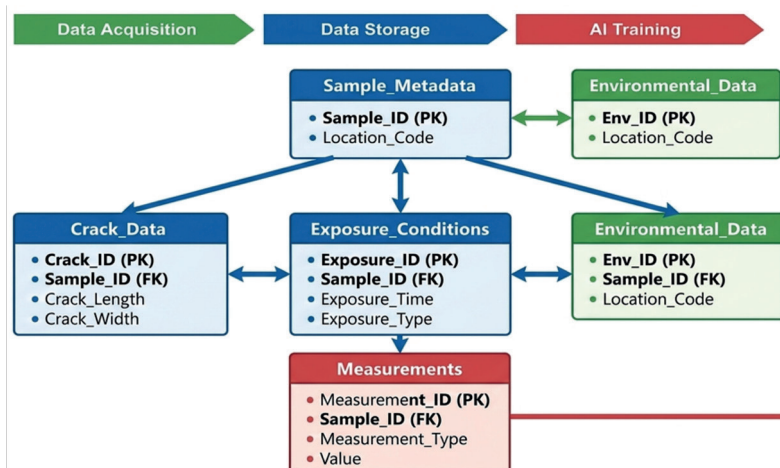 Data Acquisition
Data Storage
AI Training
Sample_Metadata
Sample_ID (PK)
Location_Code
Environmental_Data
Env_ID (PK)
Location_Code
Crack_Data
Crack_ID (PK)
Sample_ID (FK)
Crack_Length
Crack_Width
Exposure_Conditions
Exposure_ID (PK)
Sample_ID (FK)
Exposure_Time
Exposure_Type
Environmental_Data
Env_ID (PK)
Sample_ID (FK)
Location_Code
Measurements
Measurement_ID (PK)
Sample_ID (FK)
Measurement_Type
Value